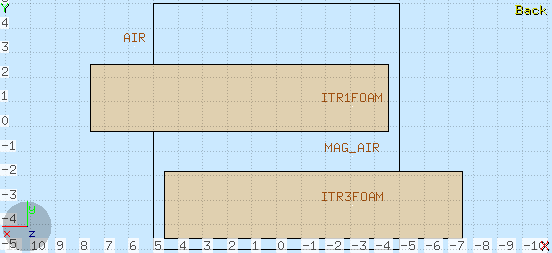 Y
Back
4
AIR
3
2
1
ITR1FOAM
0
-1
MAG_AIR
-2
-3
ITR3FOAM
-4
y
x z
-5 10 9 8 7 6 5 4 3 2 1 0 -1 -2 -3 -4 -5 -6 -7 -8 -9 -10 X